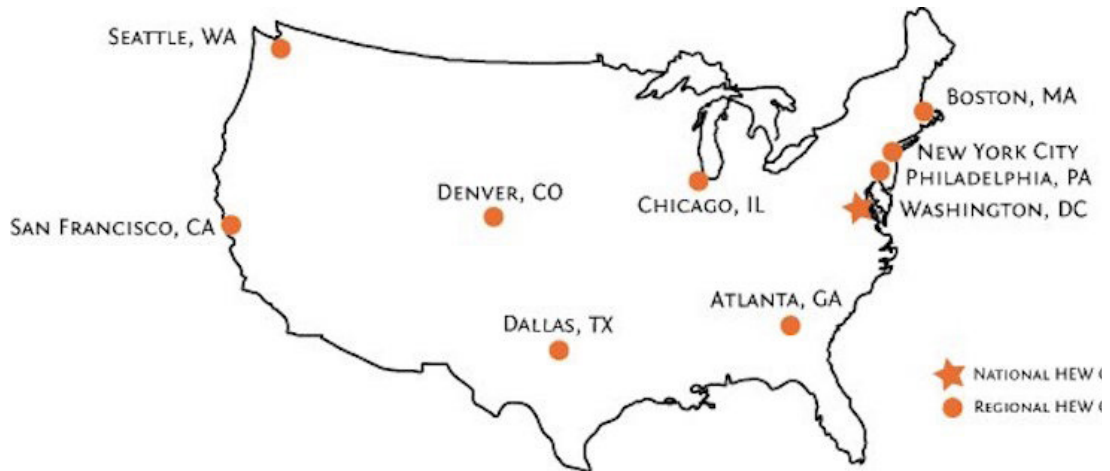 SEATTLE, WA
BOSTON, MA
NEW YORK CITY
PHILADELPHIA, PA
DENVER, CO
CHICAGO, IL
WASHINGTON, DC
SAN FRANCISCO, CA
ATLANTA, GA
DALLAS, TX
NATIONAL HEW
REGIONAL HEW